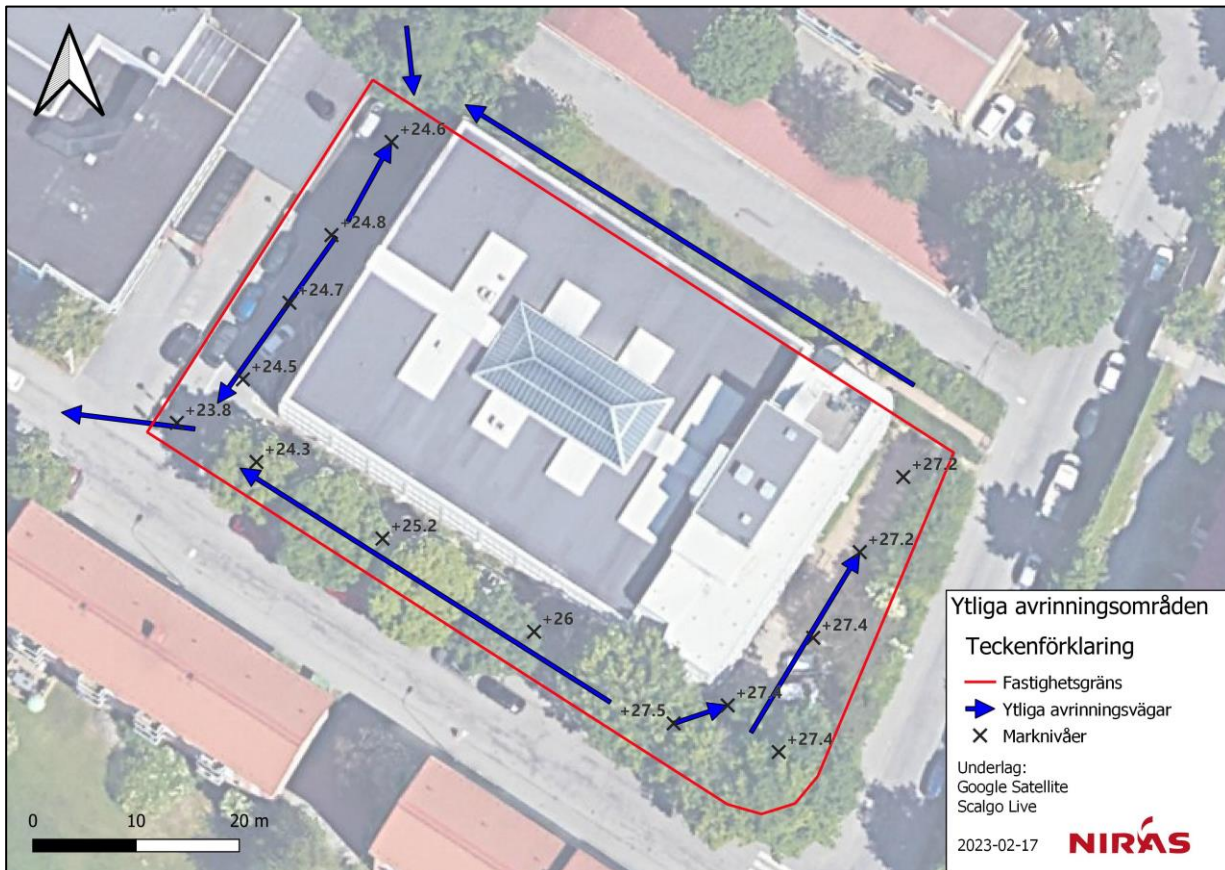 +24.6
+24.8
+24.7
+24.5
+23.8
+24.3
+25.2
+26
+27.5
+27.4
+27.4
+27.4
+27.2
+27.2
Ytliga avrinningsområden
Teckenförklaring
Fastighetsgräns
Ytliga avrinningsvägar
Marknivåer
Underlag:
Google Satellite
Scalgo Live
2023-02-17
NIRÁS
0 10 20 m